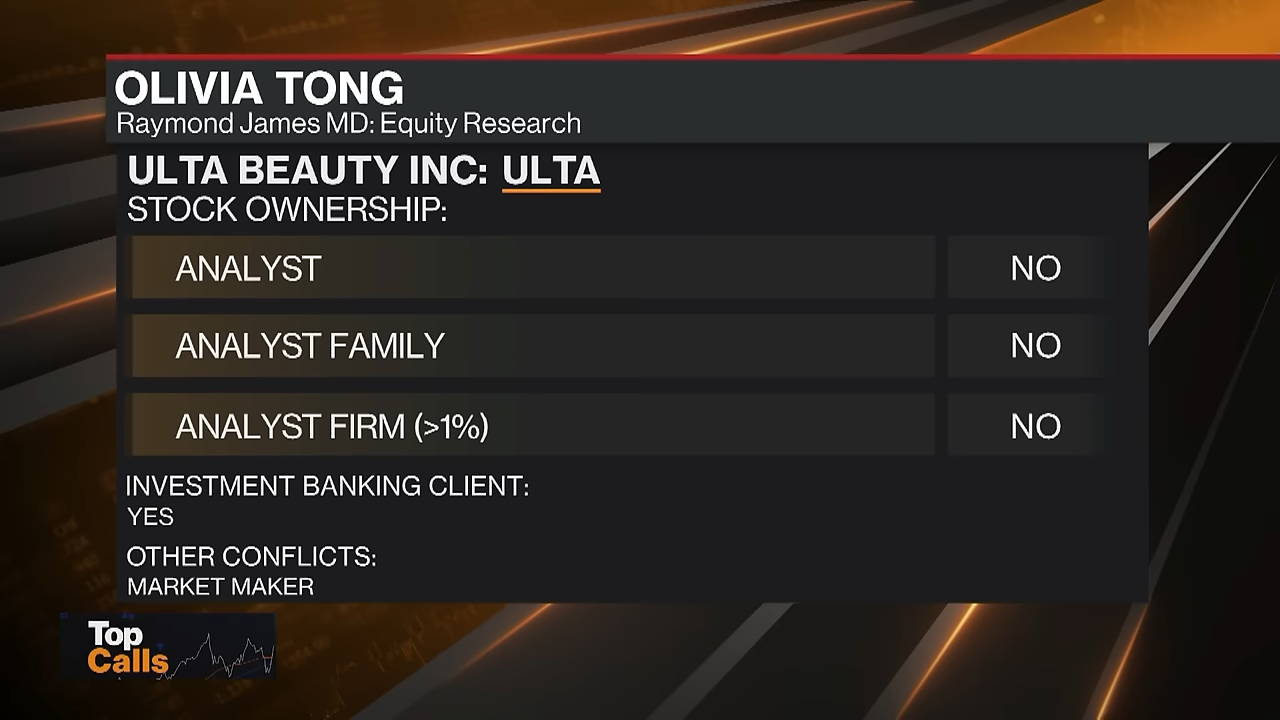 OLIVIA TONG
Raymond James MD: Equity Research
ULTA BEAUTY INC: ULTA
STOCK OWNERSHIP:
ANALYST NO
ANALYST FAMILY NO
ANALYST FIRM (>1%) NO
INVESTMENT BANKING CLIENT:
YES
OTHER CONFLICTS:
MARKET MAKER
Top
Calls